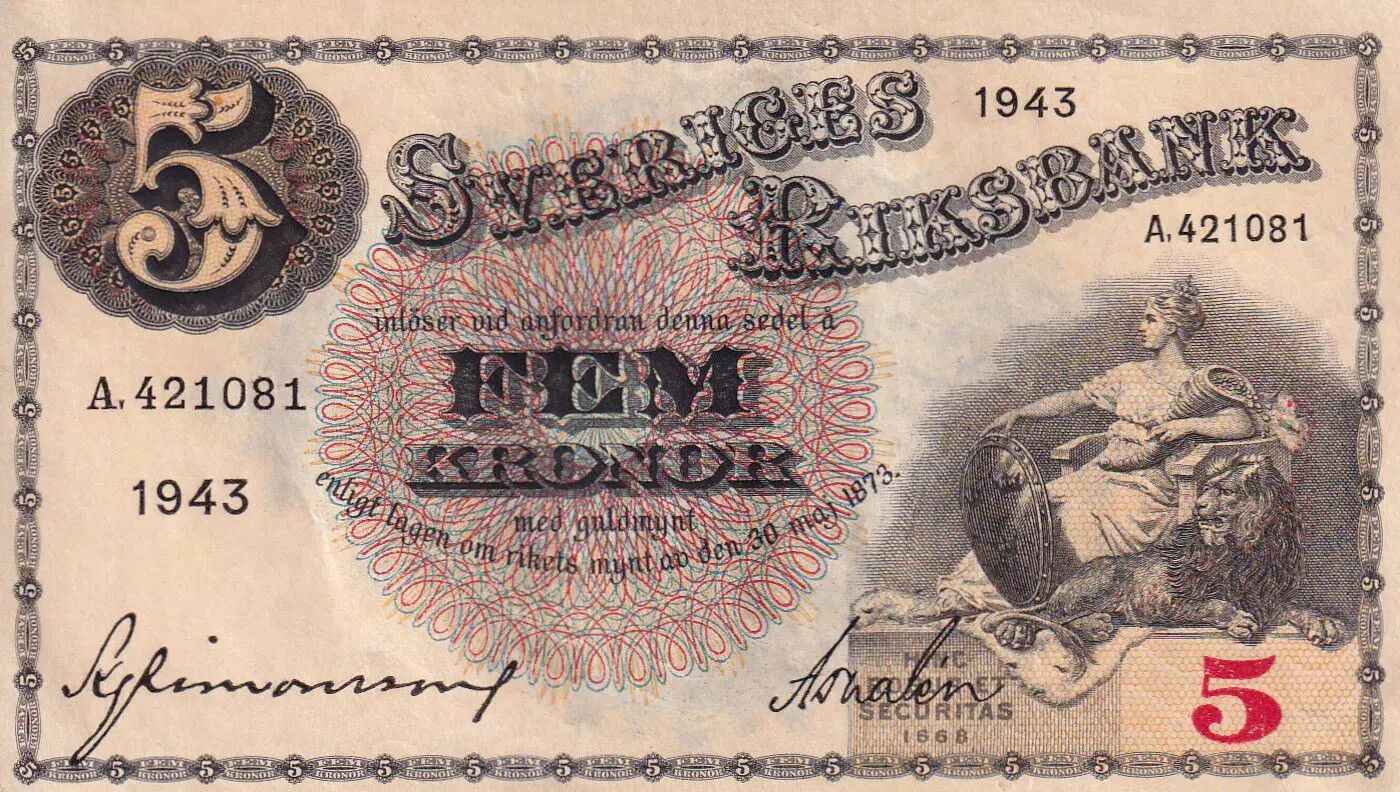 5
SVERIGES
1943
RIKSBANK
A.421081
inlöser vid anfordran denna sedel å
FEM
KRONOR
A.421081
1943
med guldmynt
enligt lagen om rikets mynt av den 30 maj 1873.
HIC
SECURITAS
1668
5